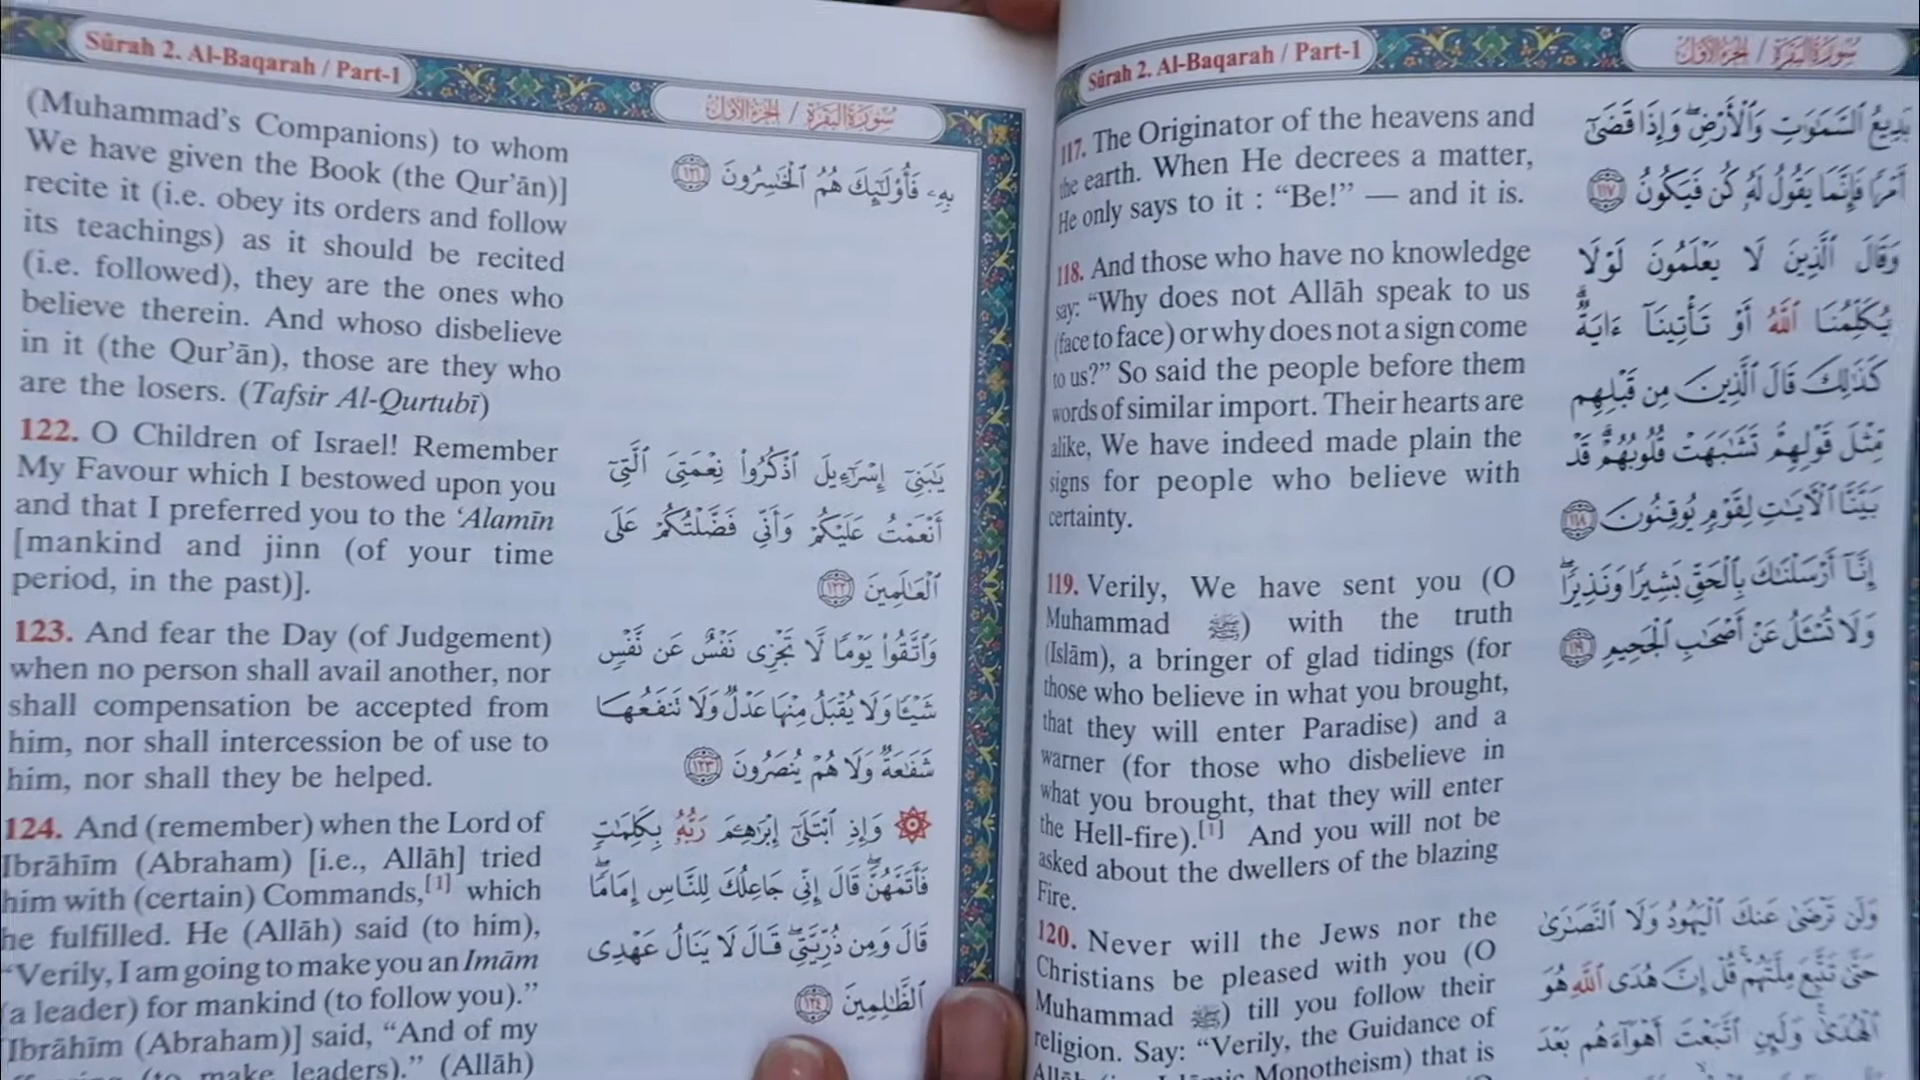 Sûrah 2. Al-Baqarah / Part-1
سُورَةُ البَقَرَةِ / الجزء الأول
117. The Originator of the heavens and
the earth. When He decrees a matter,
He only says to it : “Be!” — and it is.
118. And those who have no knowledge
say: “Why does not Allāh speak to us
(face to face) or why does not a sign come
to us?” So said the people before them
words of similar import. Their hearts are
alike, We have indeed made plain the
signs for people who believe with
certainty.
119. Verily, We have sent you (O
Muhammad ﷺ) with the truth
(Islām), a bringer of glad tidings (for
those who believe in what you brought,
that they will enter Paradise) and a
warner (for those who disbelieve in
what you brought, that they will enter
the Hell-fire).[1] And you will not be
asked about the dwellers of the blazing
Fire.
120. Never will the Jews nor the
Christians be pleased with you (O
Muhammad ﷺ) till you follow their
religion. Say: “Verily, the Guidance of
Monotheism) that is
بَدِيعُ ٱلسَّمَٰوَٰتِ وَٱلْأَرْضِ ۖ وَإِذَا قَضَىٰٓ
أَمْرًا فَإِنَّمَا يَقُولُ لَهُۥ كُن فَيَكُونُ ١١٧
وَقَالَ ٱلَّذِينَ لَا يَعْلَمُونَ لَوْلَا
يُكَلِّمُنَا ٱللَّهُ أَوْ تَأْتِينَآ ءَايَةٌ ۗ
كَذَٰلِكَ قَالَ ٱلَّذِينَ مِن قَبْلِهِم
مِّثْلَ قَوْلِهِمْ ۘ تَشَٰبَهَتْ قُلُوبُهُمْ ۗ قَدْ
بَيَّنَّا ٱلْءَايَٰتِ لِقَوْمٍ يُوقِنُونَ ١١٨
إِنَّآ أَرْسَلْنَٰكَ بِٱلْحَقِّ بَشِيرًا وَنَذِيرًا ۖ
وَلَا تُسْـَٔلُ عَنْ أَصْحَٰبِ ٱلْجَحِيمِ ١١٩
وَلَن تَرْضَىٰ عَنكَ ٱلْيَهُودُ وَلَا ٱلنَّصَٰرَىٰ
حَتَّىٰ تَتَّبِعَ مِلَّتَهُمْ ۗ قُلْ إِنَّ هُدَى ٱللَّهِ هُوَ
ٱلْهُدَىٰ ۗ وَلَئِنِ ٱتَّبَعْتَ أَهْوَآءَهُم بَعْدَ
Sûrah 2. Al-Baqarah / Part-1
سُورَةُ البَقَرَةِ / الجزء الأول
(Muhammad’s Companions) to whom
We have given the Book (the Qur’ān)]
recite it (i.e. obey its orders and follow
its teachings) as it should be recited
(i.e. followed), they are the ones who
believe therein. And whoso disbelieve
in it (the Qur’ān), those are they who
are the losers. (Tafsir Al-Qurtubī)
122. O Children of Israel! Remember
My Favour which I bestowed upon you
and that I preferred you to the ‘Alamīn
[mankind and jinn (of your time
period, in the past)].
123. And fear the Day (of Judgement)
when no person shall avail another, nor
shall compensation be accepted from
him, nor shall intercession be of use to
him, nor shall they be helped.
124. And (remember) when the Lord of
Ibrāhīm (Abraham) [i.e., Allāh] tried
him with (certain) Commands,[1] which
he fulfilled. He (Allāh) said (to him),
“Verily, I am going to make you an Imām
(a leader) for mankind (to follow you).”
[Ibrāhīm (Abraham)] said, “And of my
(to make leaders).” (Allāh)
بِهِۦ فَأُو۟لَٰٓئِكَ هُمُ ٱلْخَٰسِرُونَ ١٢١
يَٰبَنِىٓ إِسْرَٰٓءِيلَ ٱذْكُرُوا۟ نِعْمَتِىَ ٱلَّتِىٓ
أَنْعَمْتُ عَلَيْكُمْ وَأَنِّى فَضَّلْتُكُمْ عَلَى
ٱلْعَٰلَمِينَ ١٢٢
وَٱتَّقُوا۟ يَوْمًا لَّا تَجْزِى نَفْسٌ عَن نَّفْسٍ
شَيْـًٔا وَلَا يُقْبَلُ مِنْهَا عَدْلٌ وَلَا تَنفَعُهَا
شَفَٰعَةٌ وَلَا هُمْ يُنصَرُونَ ١٢٣
۞ وَإِذِ ٱبْتَلَىٰٓ إِبْرَٰهِـۧمَ رَبُّهُۥ بِكَلِمَٰتٍ
فَأَتَمَّهُنَّ ۖ قَالَ إِنِّى جَاعِلُكَ لِلنَّاسِ إِمَامًا ۖ
قَالَ وَمِن ذُرِّيَّتِى ۖ قَالَ لَا يَنَالُ عَهْدِى
ٱلظَّٰلِمِينَ ١٢٤